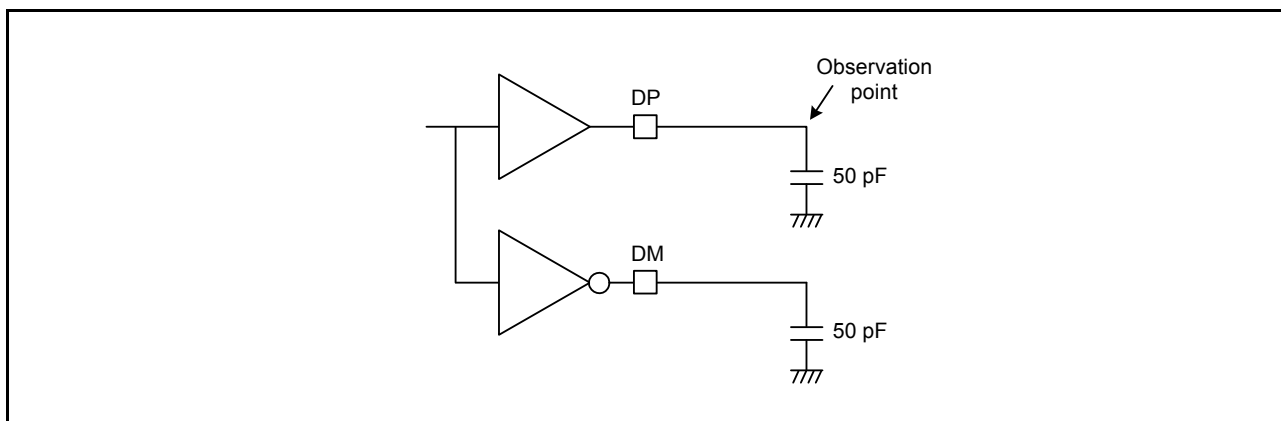 Observation
point
DP
50 pF
DM
50 pF